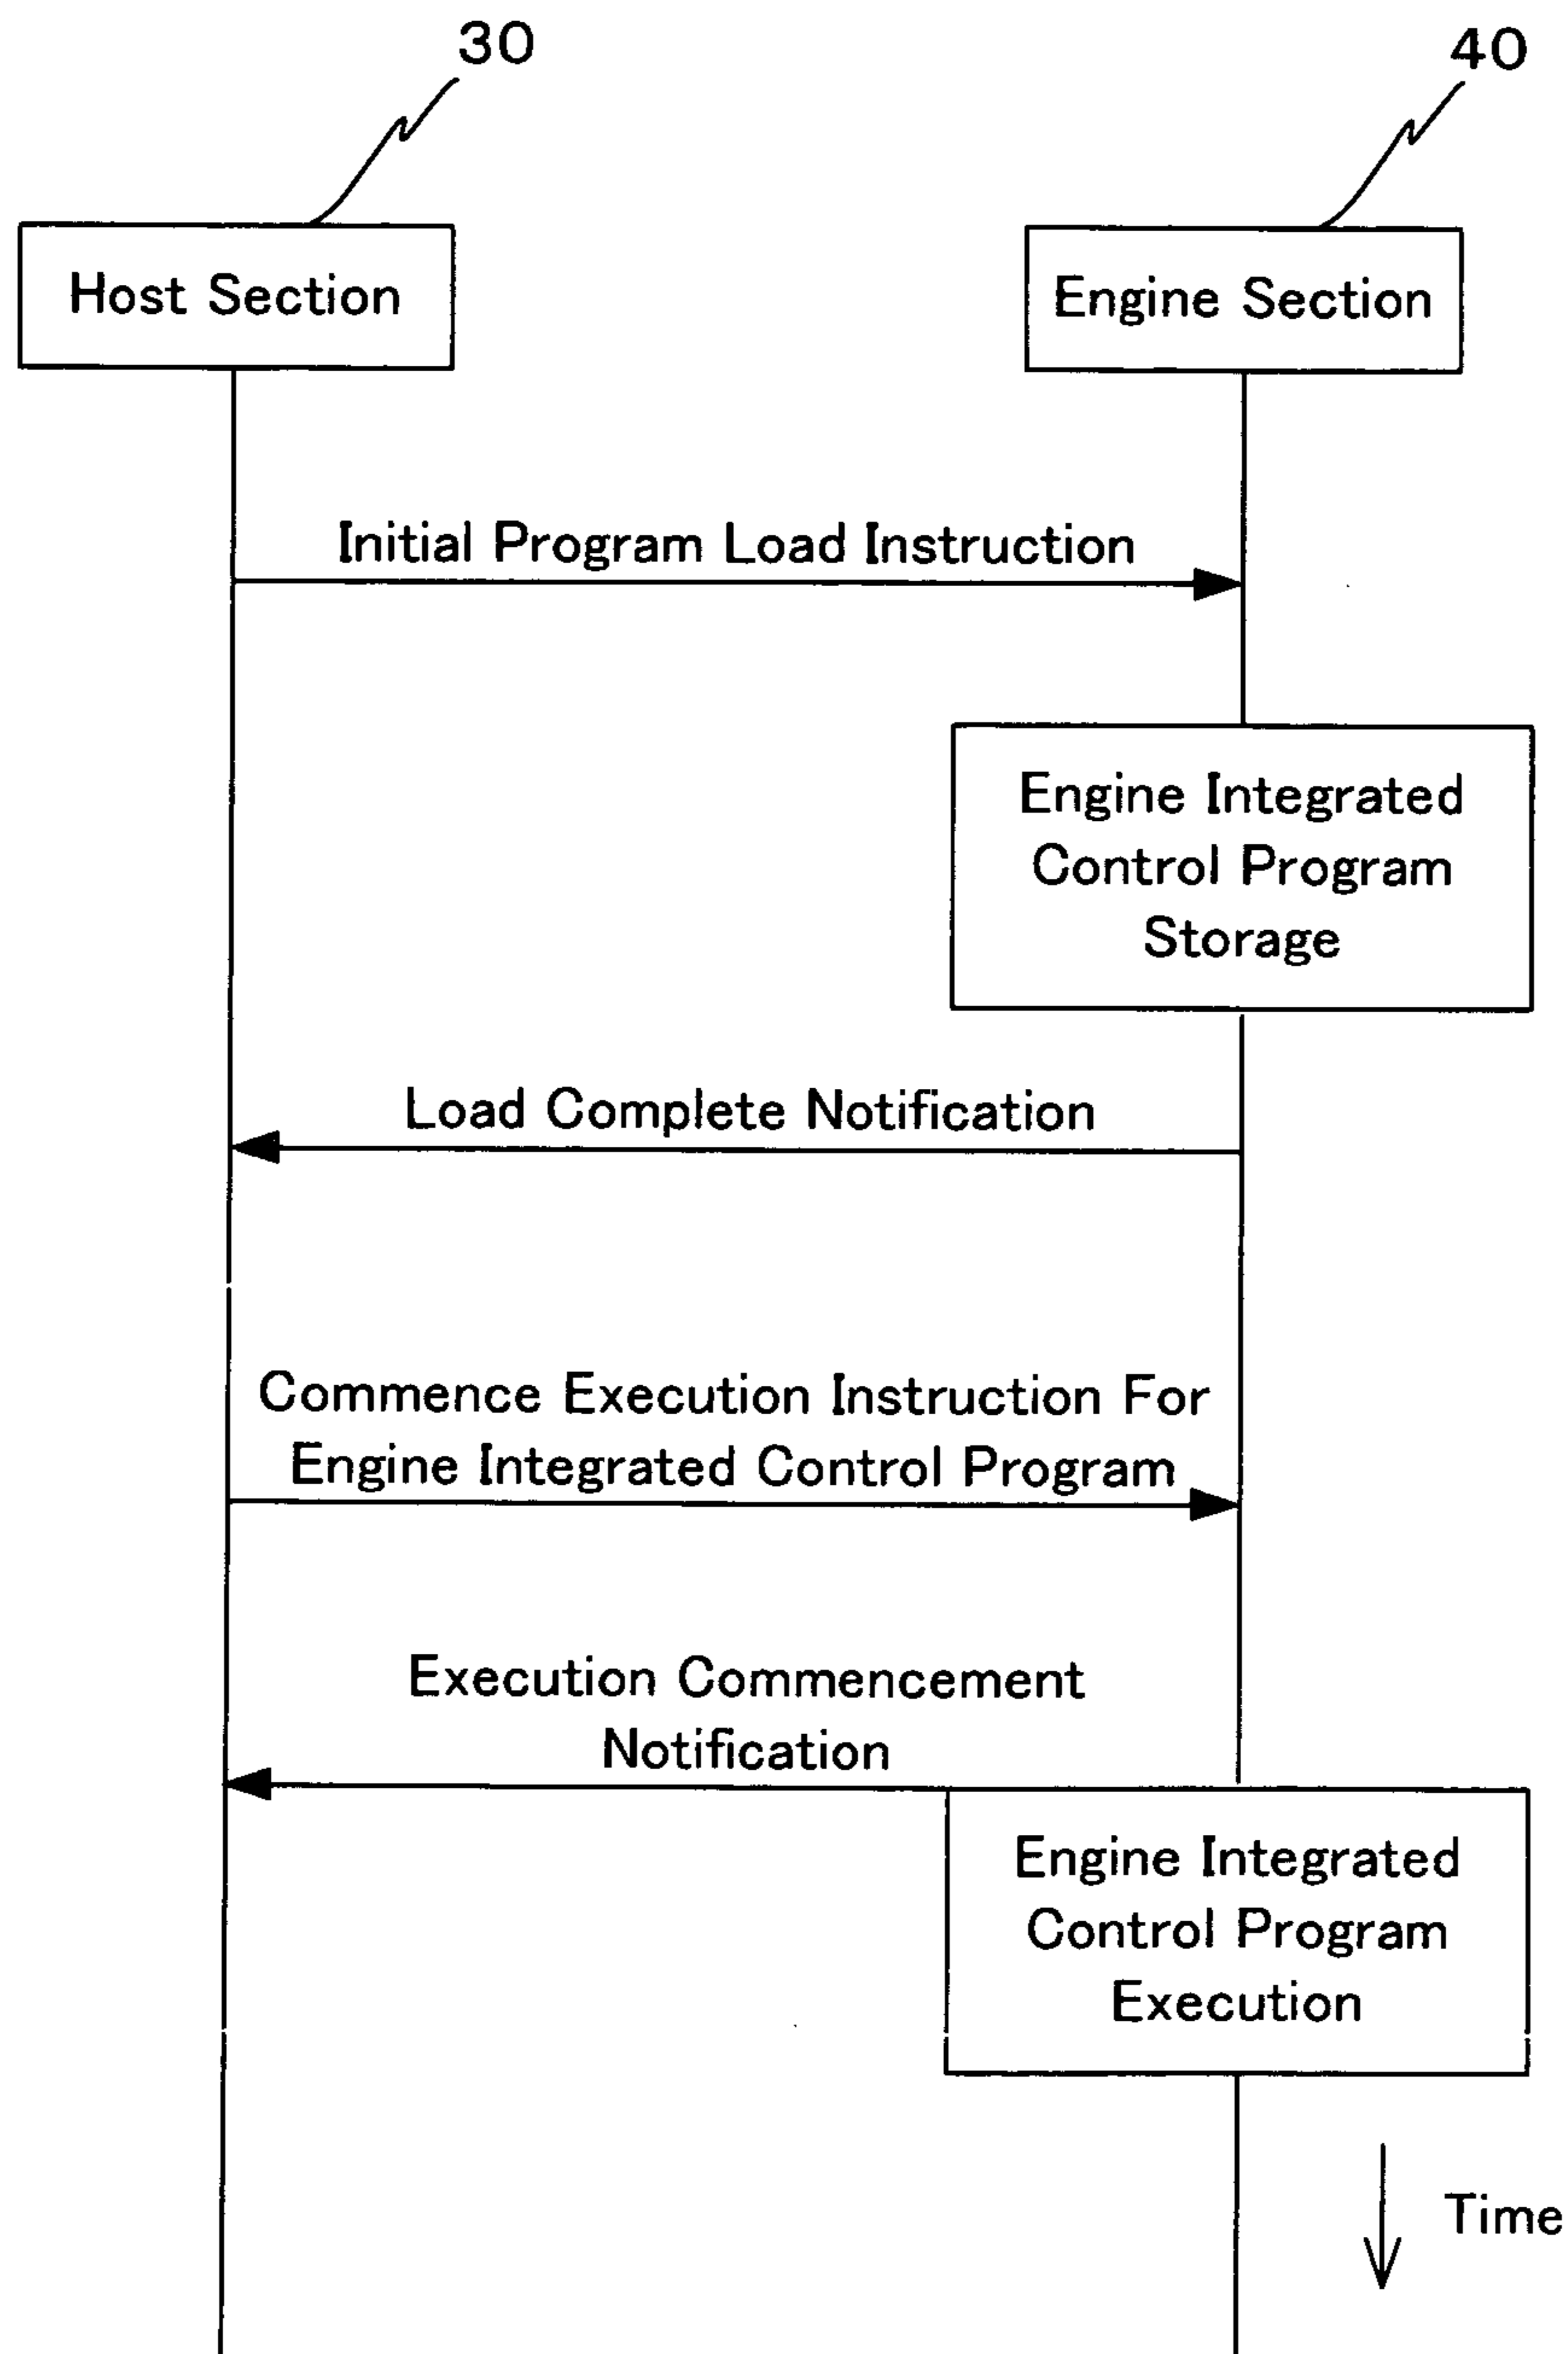 30
40
Host Section
Engine Section
Initial Program Load Instruction
Engine Integrated
Control Program
Storage
Load Complete Notification
Commence Execution Instruction For
Engine Integrated Control Program
Execution Commencement
Notification
Engine Integrated
Control Program
Execution
Time